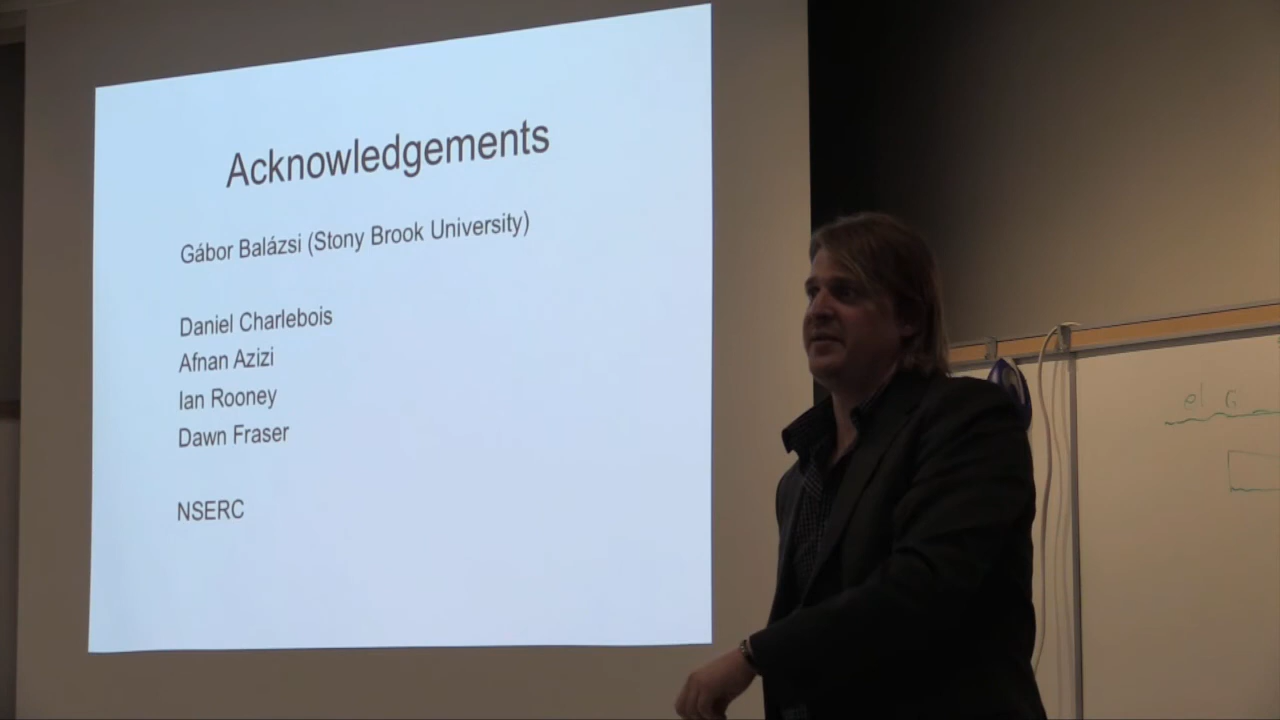 Acknowledgements
Gábor Balázsi (Stony Brook University)
Daniel Charlebois
Afnan Azizi
Ian Rooney
Dawn Fraser
NSERC